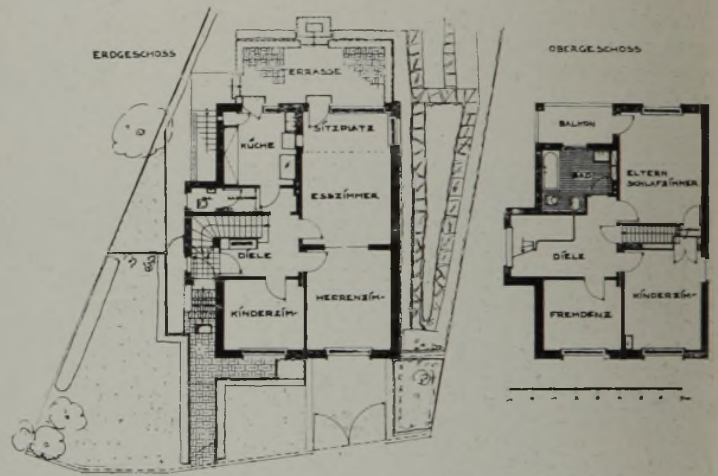 ERDGESCHOSS
TERRASSE
KÜCHE
SITZPLATZ
ESSZIMMER
DIELE
KINDERZIM-
HERRENZIM-
OBERGESCHOSS
BALKON
BAD
ELTERN
SCHLAFZIMMER
DIELE
FREMDENZ
KINDERZIM-